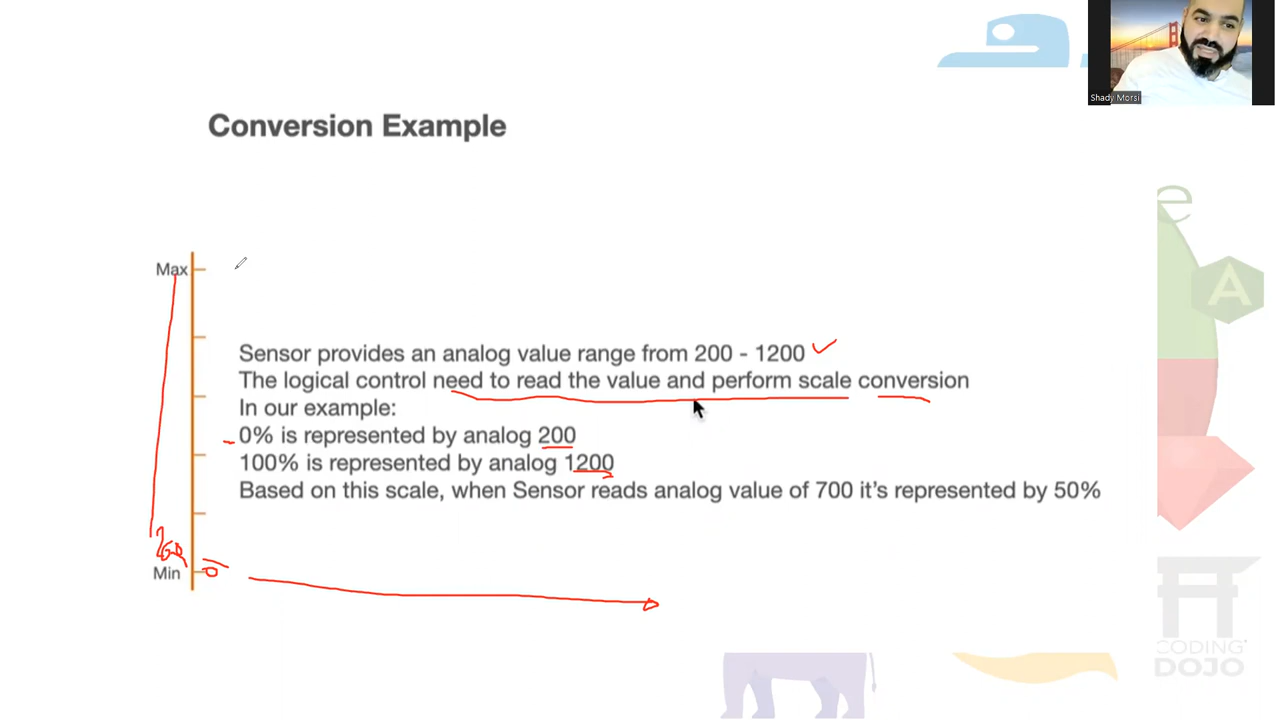 Shady Morsi
Conversion Example
e
Max
Sensor provides an analog value range from 200 - 1200
The logical control need to read the value and perform scale conversion
In our example:
0% is represented by analog 200
100% is represented by analog 1200
Based on this scale, when Sensor reads analog value of 700 it's represented by 50%
200
Min
0
A
CODING
DOJO